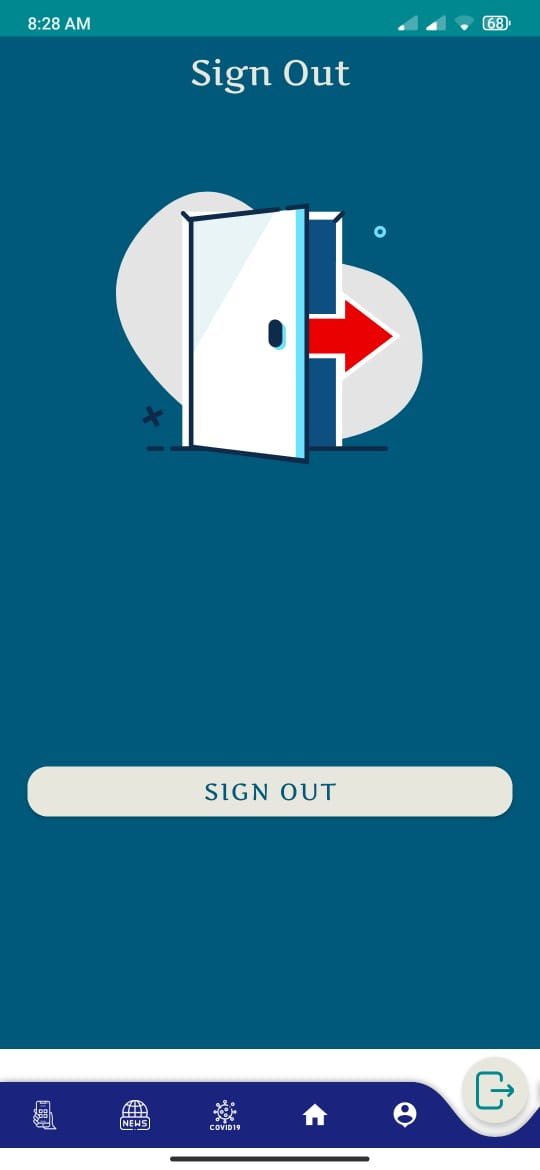 8:28 AM
68
Sign Out
SIGN OUT
NEWS
COVID19